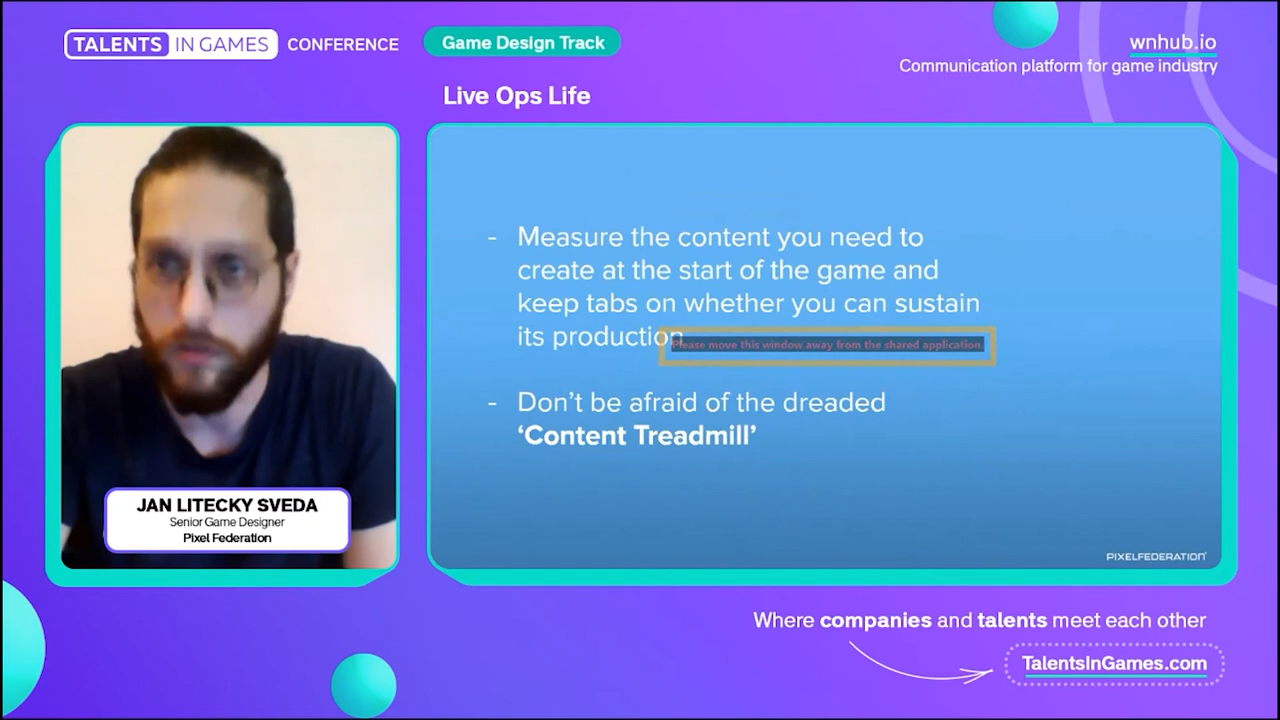 TALENTS IN GAMES CONFERENCE
Game Design Track
wnhub.io
Communication platform for game industry
Live Ops Life
- Measure the content you need to
create at the start of the game and
keep tabs on whether you can sustain
its production
Please move this window away from the shared application.
- Don't be afraid of the dreaded
‘Content Treadmill’
JAN LITECKY SVEDA
Senior Game Designer
Pixel Federation
PIXELFEDERATION
Where companies and talents meet each other
TalentsInGames.com